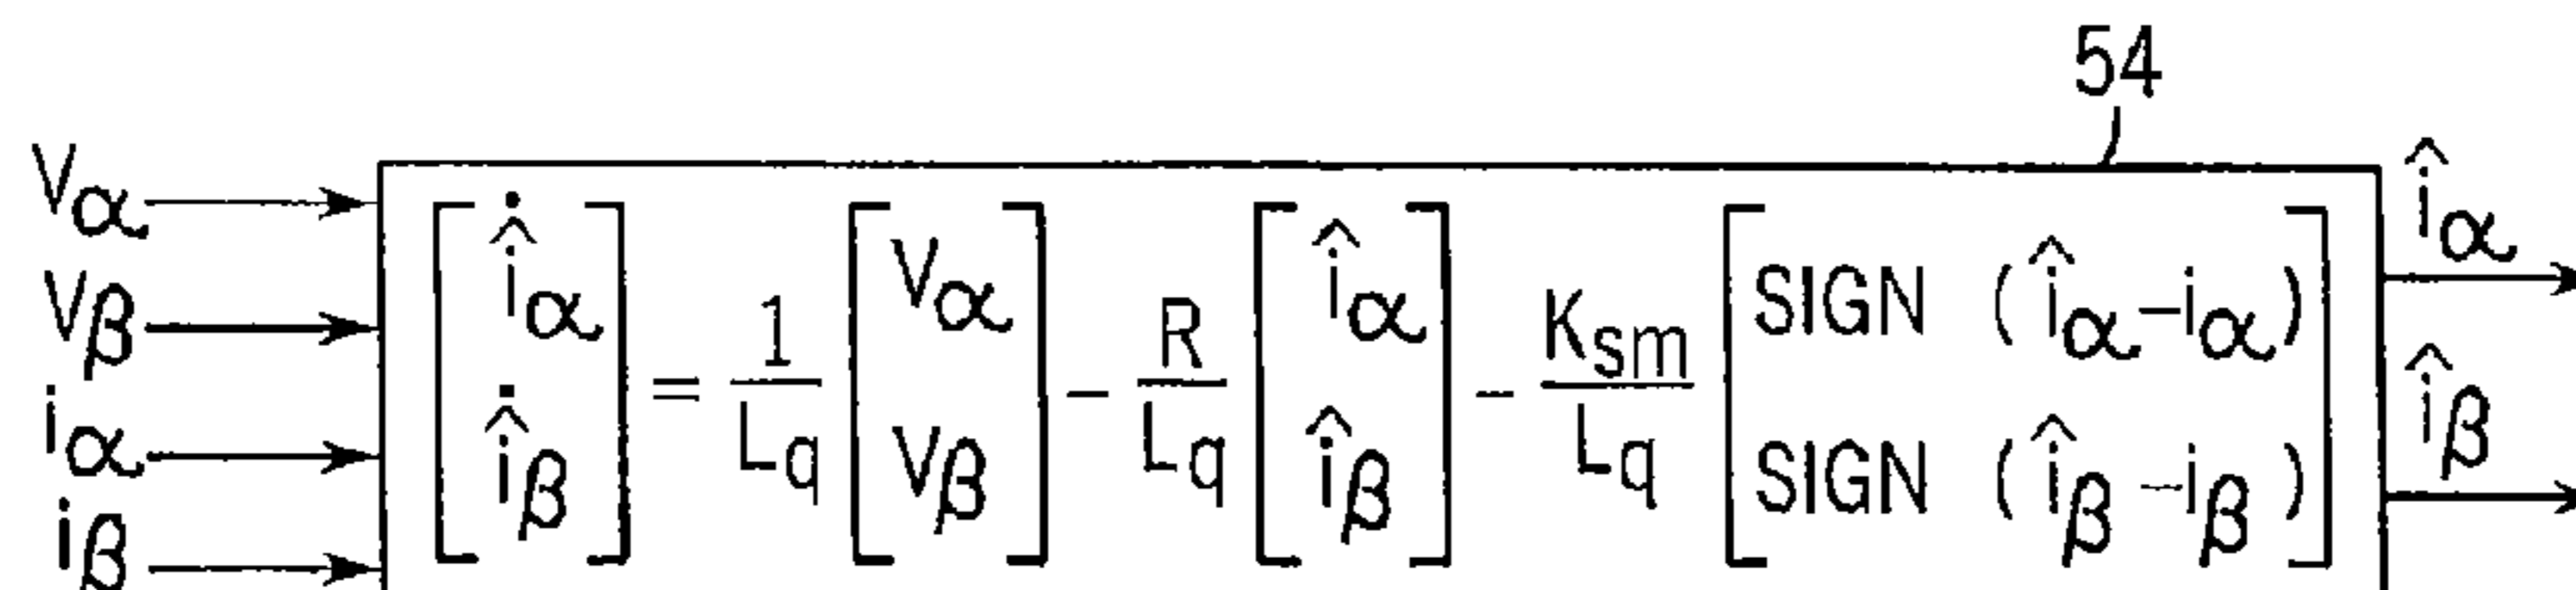 54
Vα
Vβ
iα
iβ
[ î̇α î̇β ] = 1/Lq [ Vα Vβ ] − R/Lq [ îα îβ ] − Ksm/Lq [ SIGN (îα−iα) SIGN (îβ−iβ) ]
îα
îβ